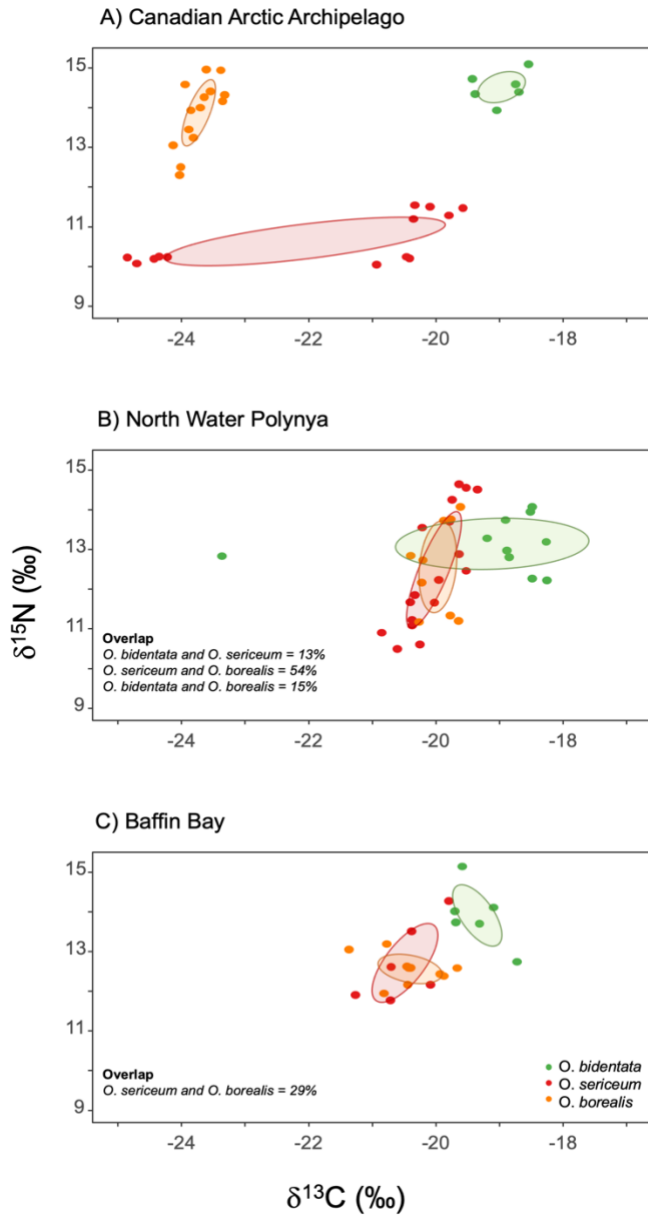 A) Canadian Arctic Archipelago
15
13
11
9
-24
-22
-20
-18
B) North Water Polynya
15
13
11
9
Overlap
O. bidentata and O. sericeum = 13%
O. sericeum and O. borealis = 54%
O. bidentata and O. borealis = 15%
-24
-22
-20
-18
δ15N (‰)
C) Baffin Bay
15
13
11
9
Overlap
O. sericeum and O. borealis = 29%
O. bidentata
O. sericeum
O. borealis
-24
-22
-20
-18
δ13C (‰)